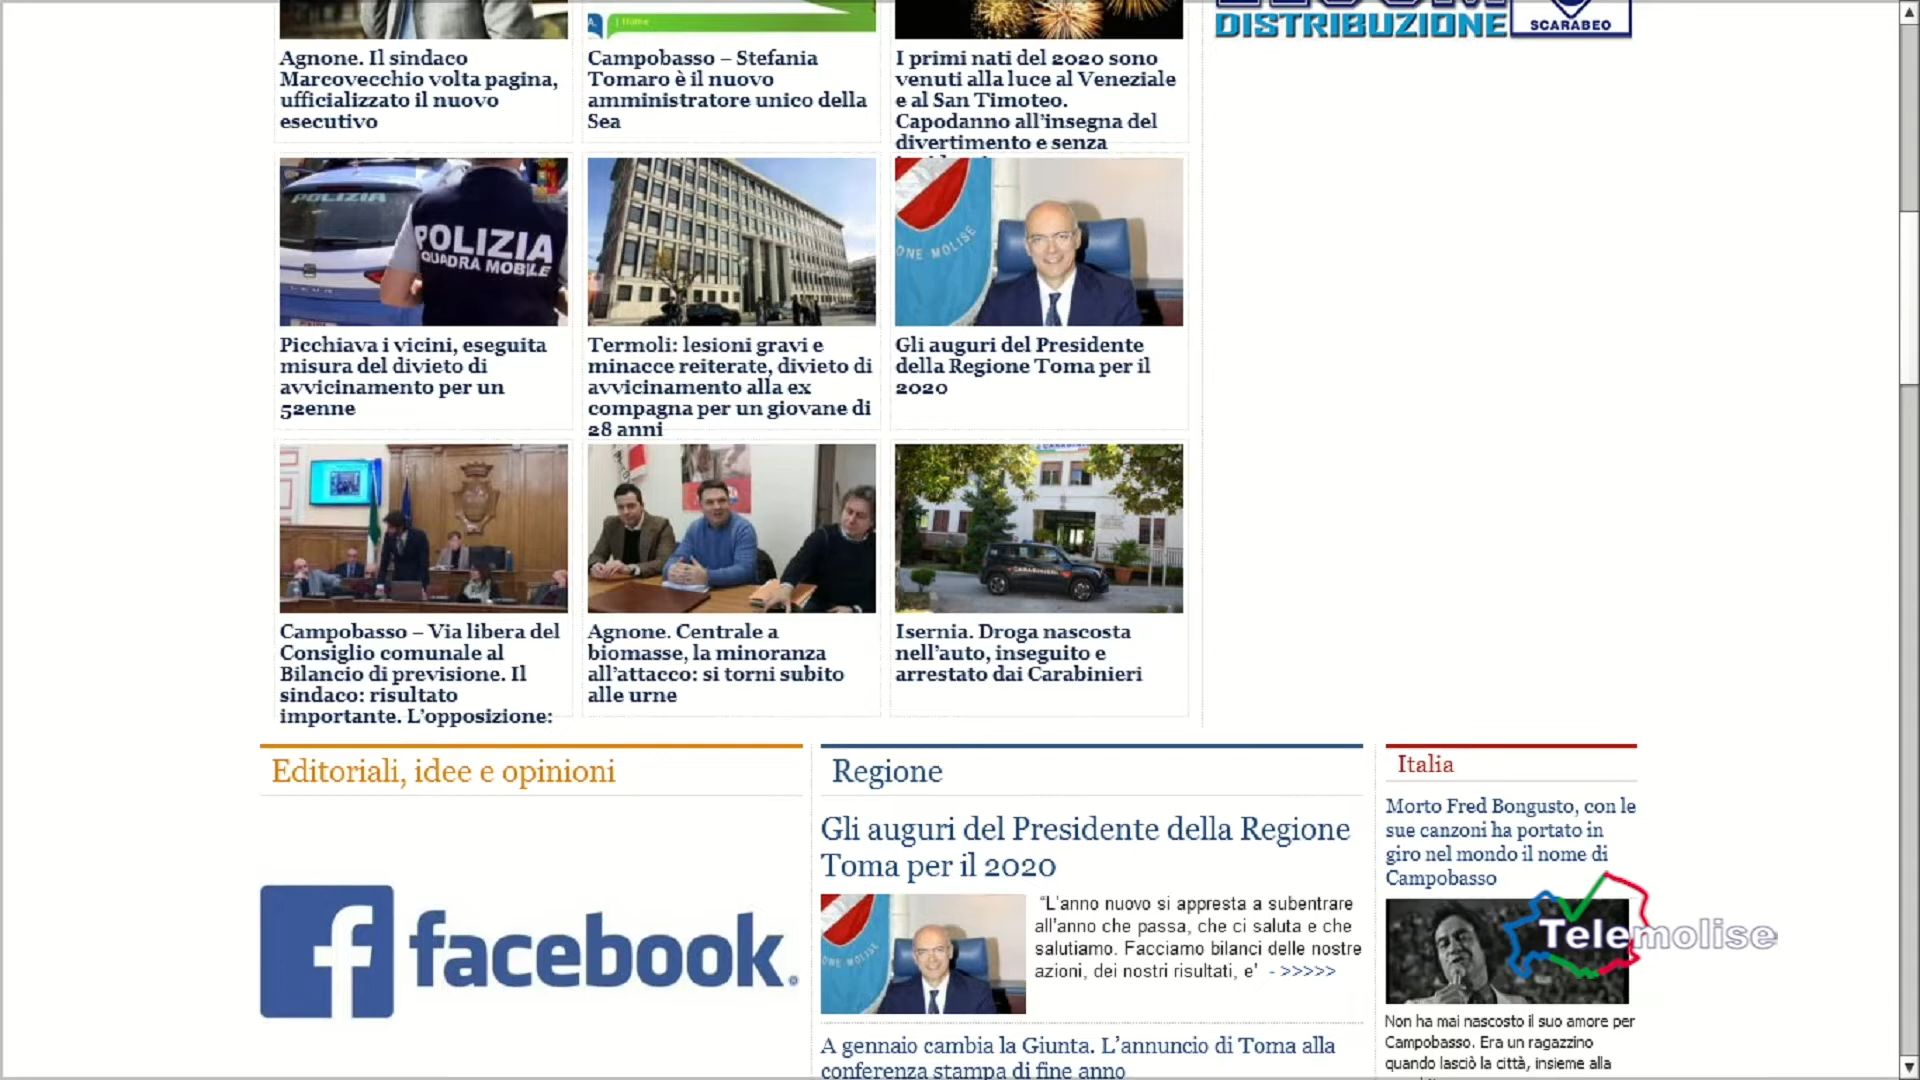 DISTRIBUZIONE
SCARABEO
Home
Agnone. Il sindaco
Marcovecchio volta pagina,
ufficializzato il nuovo
esecutivo
Campobasso – Stefania
Tomaro è il nuovo
amministratore unico della
Sea
I primi nati del 2020 sono
venuti alla luce al Veneziale
e al San Timoteo.
Capodanno all'insegna del
divertimento e senza
POLIZIA
POLIZIA
SQUADRA MOBILE
ONE MOLISE
Picchiava i vicini, eseguita
misura del divieto di
avvicinamento per un
52enne
Termoli: lesioni gravi e
minacce reiterate, divieto di
avvicinamento alla ex
compagna per un giovane di
28 anni
Gli auguri del Presidente
della Regione Toma per il
2020
CARABINIERI
Campobasso – Via libera del
Consiglio comunale al
Bilancio di previsione. Il
sindaco: risultato
importante. L'opposizione:
Agnone. Centrale a
biomasse, la minoranza
all'attacco: si torni subito
alle urne
Isernia. Droga nascosta
nell'auto, inseguito e
arrestato dai Carabinieri
Editoriali, idee e opinioni
facebook
Regione
Gli auguri del Presidente della Regione
Toma per il 2020
"L'anno nuovo si appresta a subentrare
all'anno che passa, che ci saluta e che
salutiamo. Facciamo bilanci delle nostre
azioni, dei nostri risultati, e' - >>>>>
A gennaio cambia la Giunta. L'annuncio di Toma alla
conferenza stampa di fine anno
Italia
Morto Fred Bongusto, con le
sue canzoni ha portato in
giro nel mondo il nome di
Campobasso
Telemolise
Non ha mai nascosto il suo amore per
Campobasso. Era un ragazzino
quando lasciò la città, insieme alla